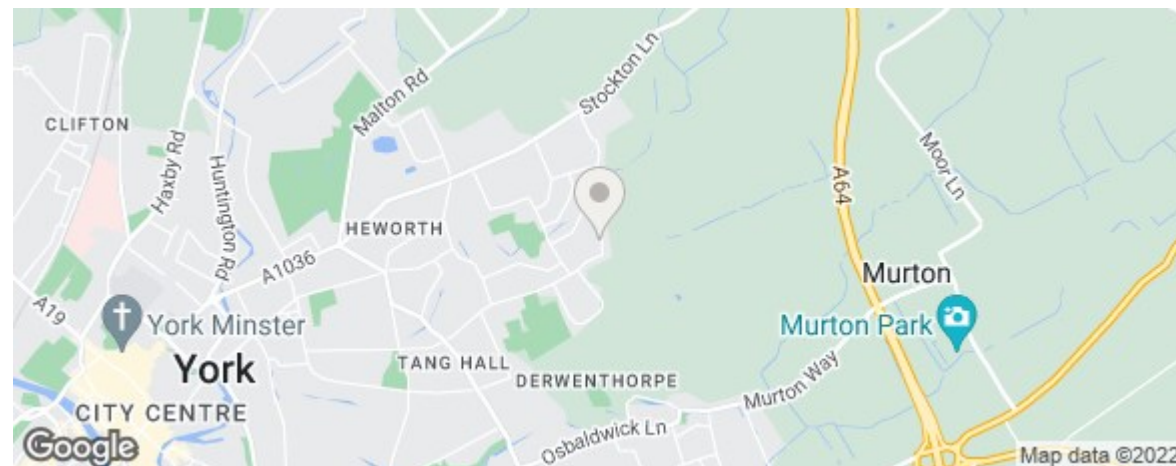 Stockton Ln
Malton Rd
CLIFTON
Haxby Rd
Huntington Rd
Moor Ln
A64
HEWORTH
A1036
Murton
A19
York Minster
Murton Park
York
TANG HALL
DERWENTHORPE
Murton Way
CITY CENTRE
Osbaldwick Ln
Google
Map data ©2022